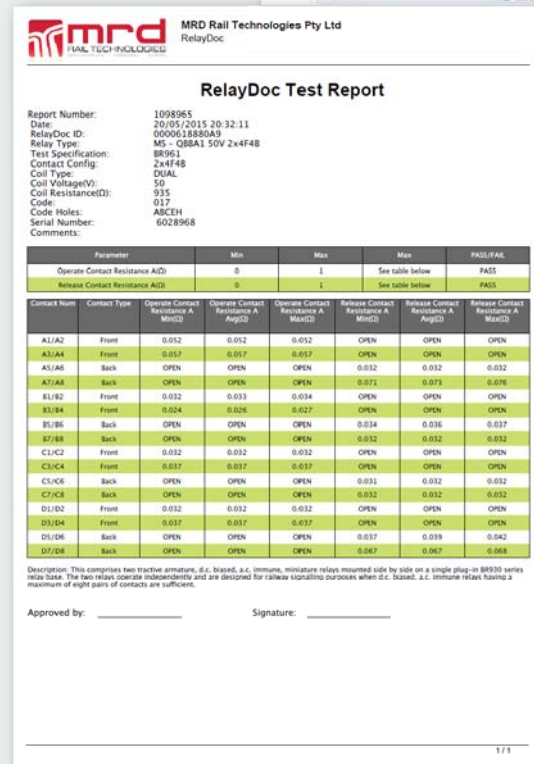 mrd
RAIL TECHNOLOGIES
MRD Rail Technologies Pty Ltd
RelayDoc
RelayDoc Test Report
Report Number: 1098965
Date: 20/05/2015 20:32:11
RelayDoc ID: 0000618880A9
Relay Type: MS - QBBA1 50V 2x4F4B
Test Specification: BR961
Contact Config: 2x4F4B
Coil Type: DUAL
Coil Voltage(V): 50
Coil Resistance(Ω): 935
Code: 017
Code Holes: ABCEH
Serial Number: 6028968
Comments:
Parameter Min Max Max PASS/FAIL
Operate Contact Resistance A(Ω) 0 1 See table below PASS
Release Contact Resistance A(Ω) 0 1 See table below PASS
Contact Num Contact Type Operate Contact Resistance A Min(Ω) Operate Contact Resistance A Avg(Ω) Operate Contact Resistance A Max(Ω) Release Contact Resistance A Min(Ω) Release Contact Resistance A Avg(Ω) Release Contact Resistance A Max(Ω)
A1/A2 Front 0.052 0.052 0.052 OPEN OPEN OPEN
A3/A4 Front 0.057 0.057 0.057 OPEN OPEN OPEN
A5/A6 Back OPEN OPEN OPEN 0.032 0.032 0.032
A7/A8 Back OPEN OPEN OPEN 0.071 0.073 0.076
B1/B2 Front 0.032 0.033 0.034 OPEN OPEN OPEN
B3/B4 Front 0.024 0.026 0.027 OPEN OPEN OPEN
B5/B6 Back OPEN OPEN OPEN 0.034 0.036 0.037
B7/B8 Back OPEN OPEN OPEN 0.032 0.032 0.032
C1/C2 Front 0.032 0.032 0.032 OPEN OPEN OPEN
C3/C4 Front 0.037 0.037 0.037 OPEN OPEN OPEN
C5/C6 Back OPEN OPEN OPEN 0.031 0.032 0.032
C7/C8 Back OPEN OPEN OPEN 0.032 0.032 0.032
D1/D2 Front 0.032 0.032 0.032 OPEN OPEN OPEN
D3/D4 Front 0.037 0.037 0.037 OPEN OPEN OPEN
D5/D6 Back OPEN OPEN OPEN 0.037 0.039 0.042
D7/D8 Back OPEN OPEN OPEN 0.067 0.067 0.068
Description: This comprises two tractive armature, d.c. biased, a.c. immune, miniature relays mounted side by side on a single plug-in BR930 series
relay base. The two relays operate independently and are designed for railway signalling purposes when d.c. biased, a.c. immune relays having a
maximum of eight pairs of contacts are sufficient.
Approved by: Signature:
1/1